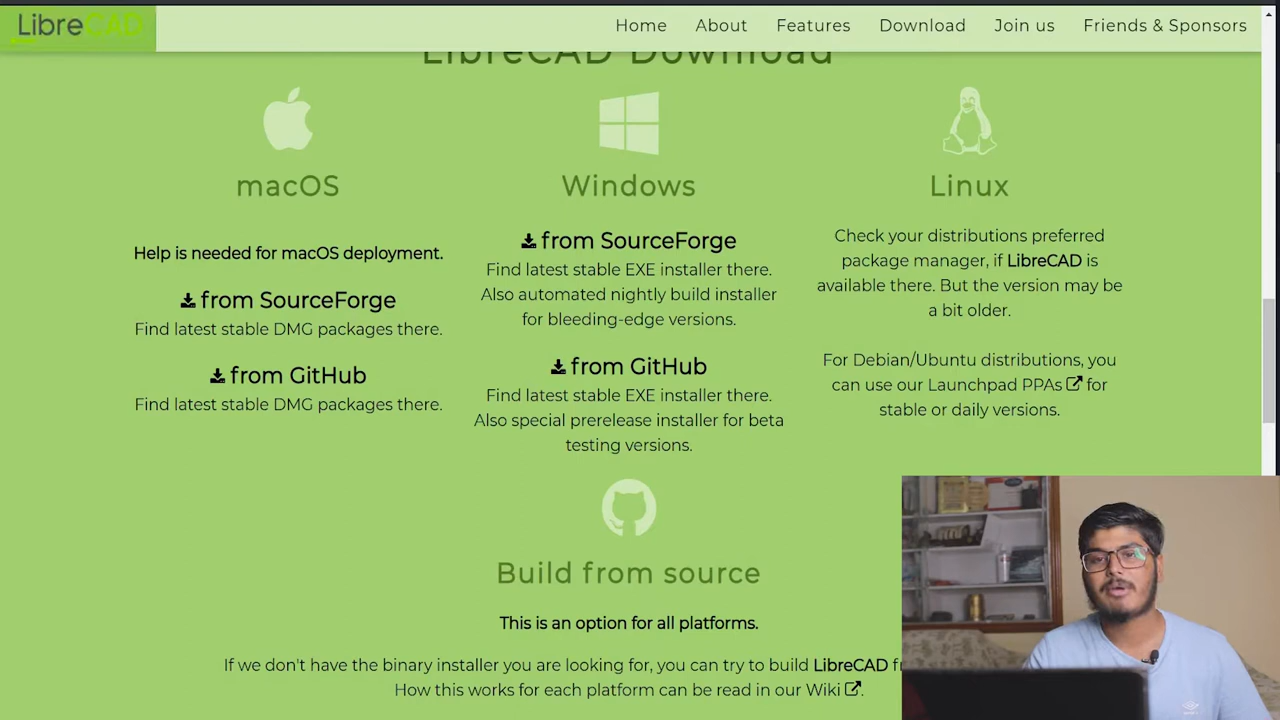 LibreCAD
Home About Features Download Join us Friends & Sponsors
LibreCAD Download
macOS
Help is needed for macOS deployment.
from SourceForge
Find latest stable DMG packages there.
from GitHub
Find latest stable DMG packages there.
Windows
from SourceForge
Find latest stable EXE installer there.
Also automated nightly build installer
for bleeding-edge versions.
from GitHub
Find latest stable EXE installer there.
Also special prerelease installer for beta
testing versions.
Linux
Check your distributions preferred
package manager, if LibreCAD is
available there. But the version may be
a bit older.
For Debian/Ubuntu distributions, you
can use our Launchpad PPAs for
stable or daily versions.
Build from source
This is an option for all platforms.
If we don't have the binary installer you are looking for, you can try to build LibreCAD
How this works for each platform can be read in our Wiki.